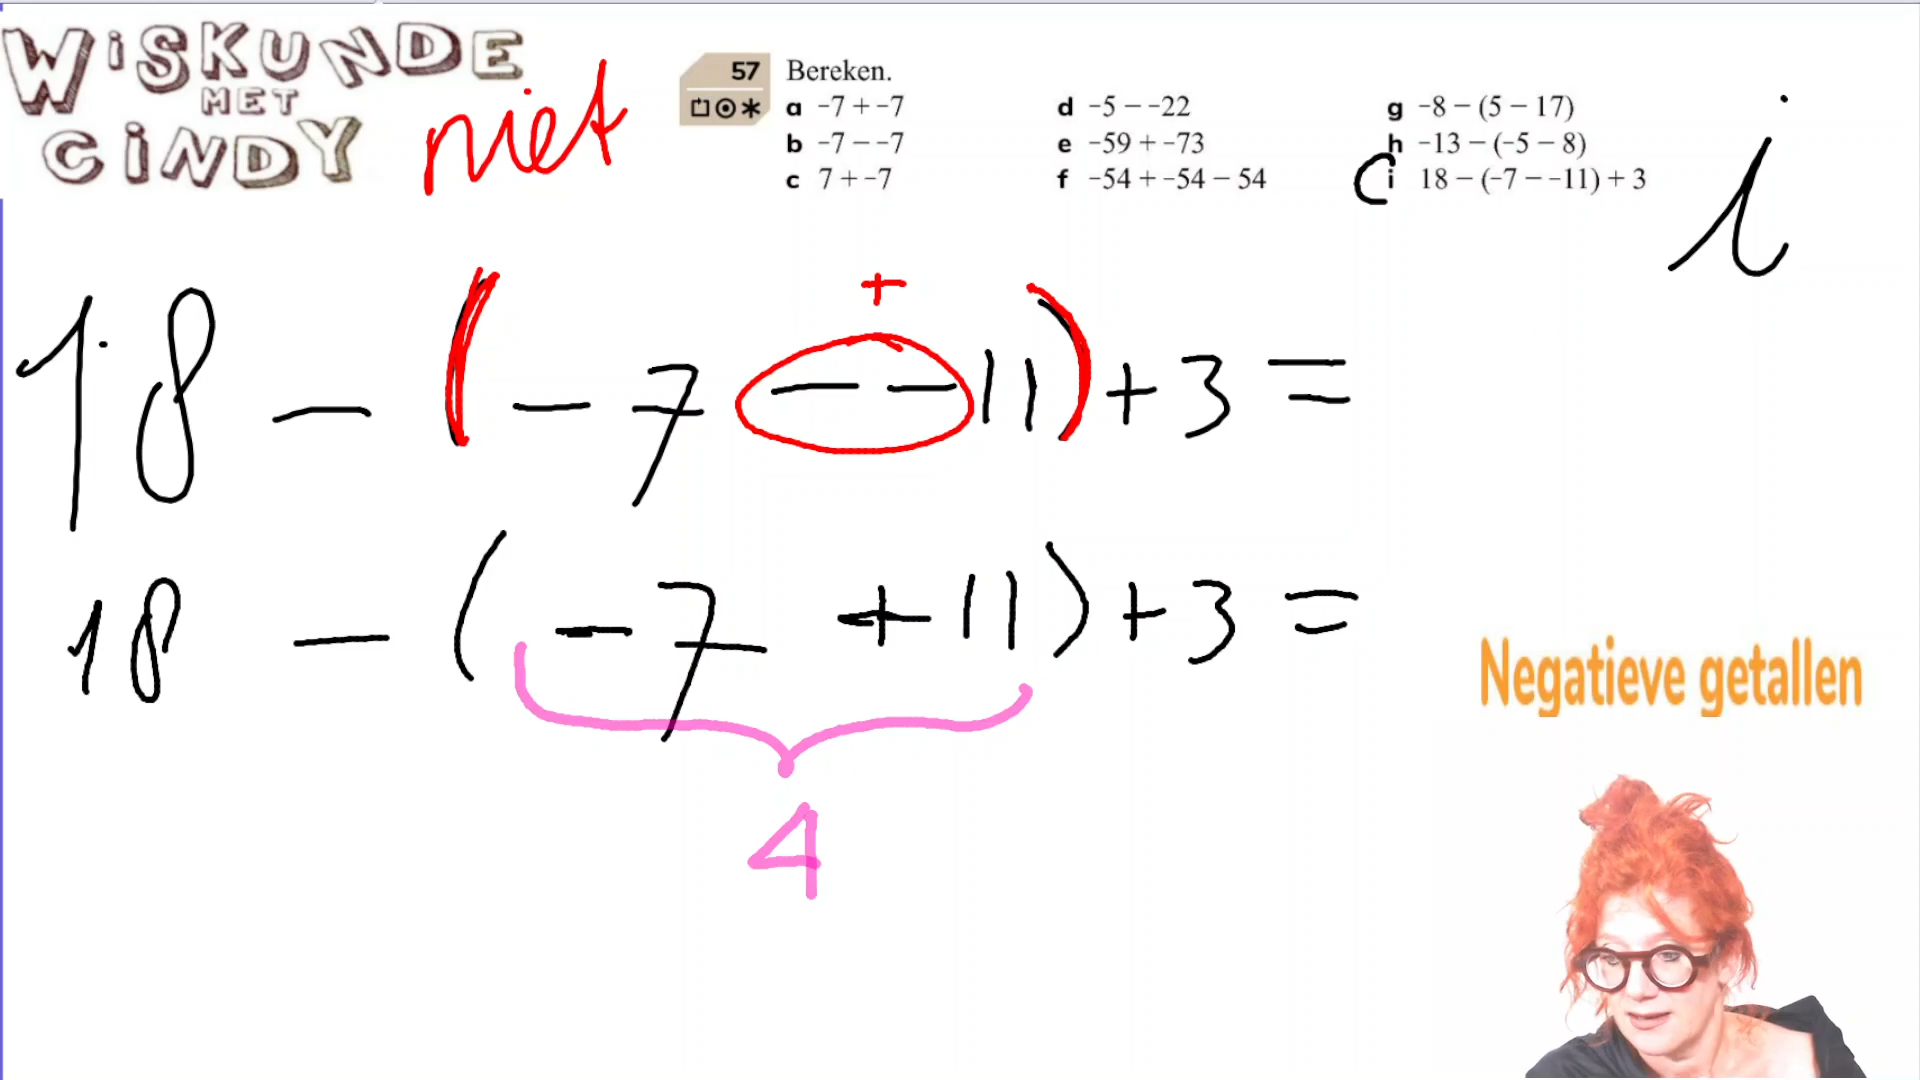 WiSKUNDE
MET
CiNDY
niet
57 Bereken.
a -7 + -7
b -7 - -7
c 7 + -7
d -5 - -22
e -59 + -73
f -54 + -54 - 54
g -8 - (5 - 17)
h -13 - (-5 - 8)
i 18 - (-7 - -11) + 3
i
+
18 - (-7 - -11) + 3 =
18 - (-7 + 11) + 3 =
4
Negatieve getallen